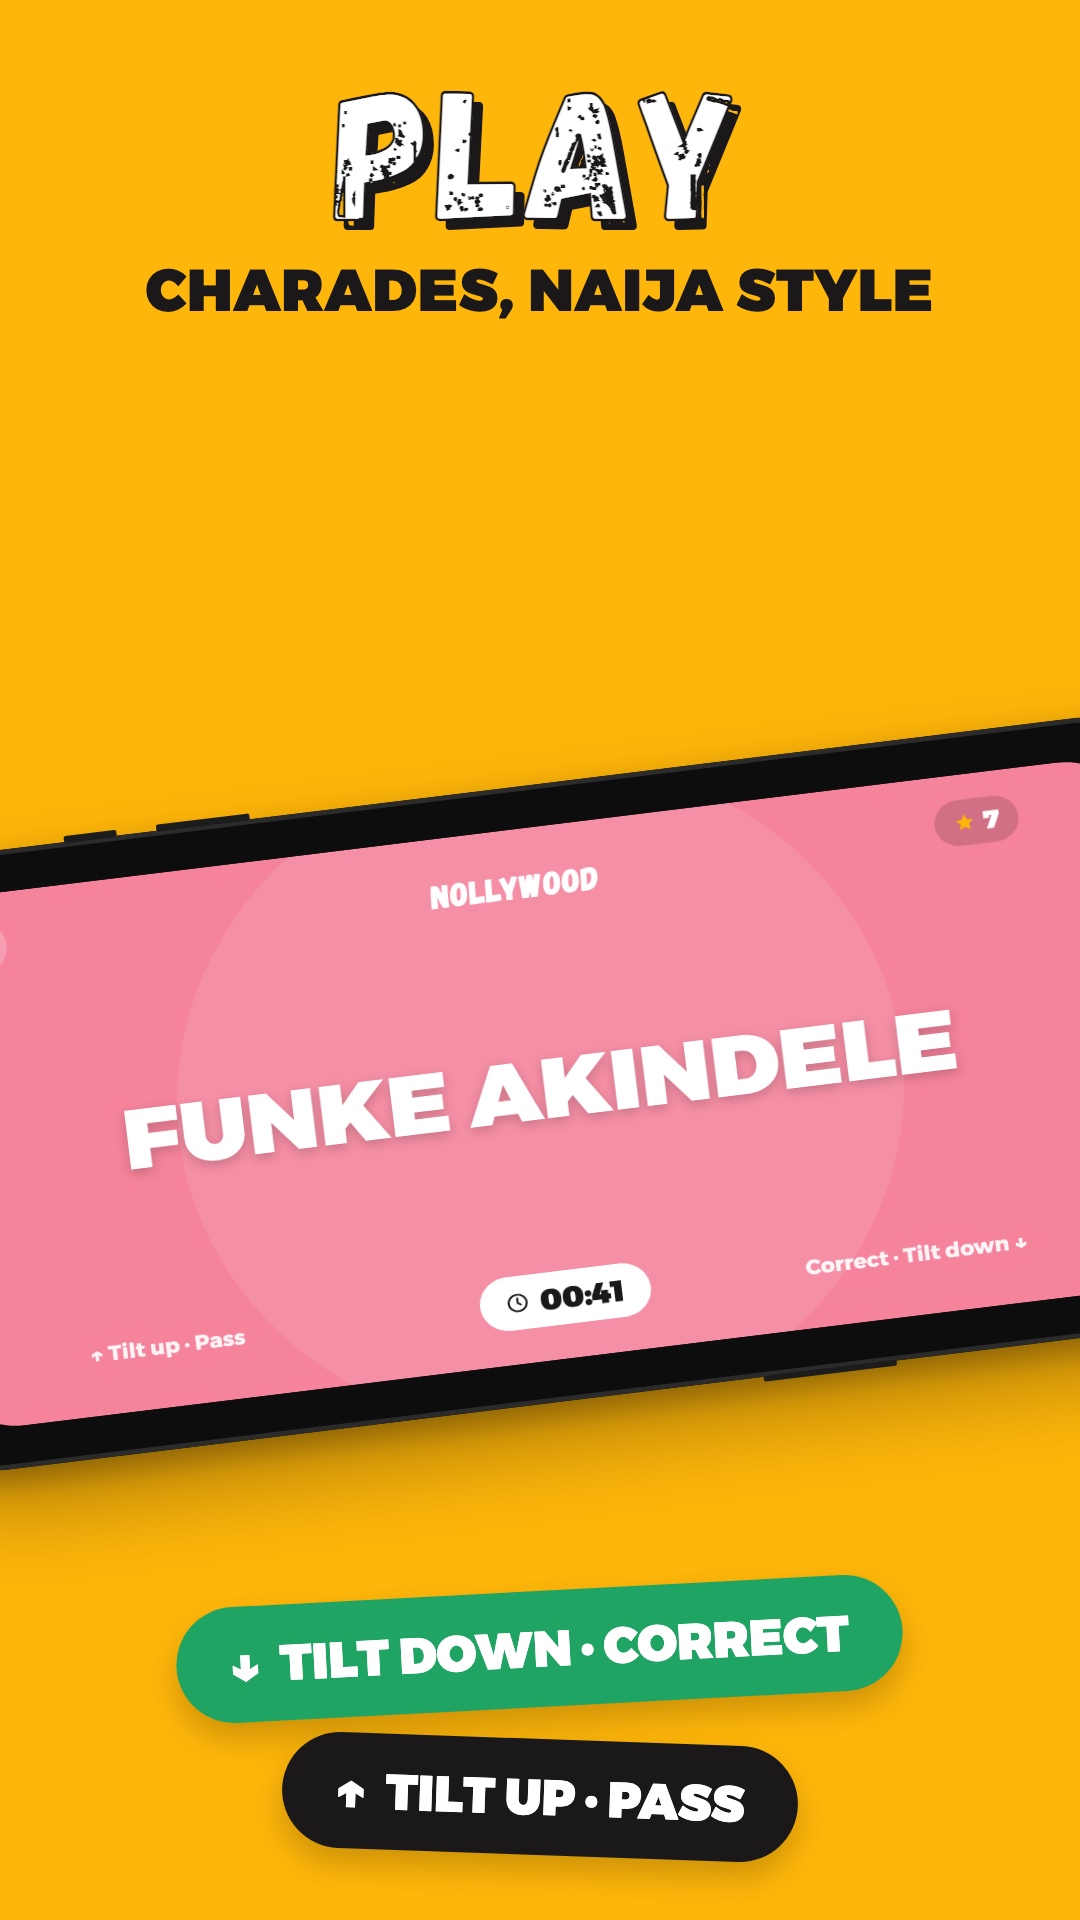 PLAY
CHARADES, NAIJA STYLE
7
NOLLYWOOD
FUNKE AKINDELE
Correct · Tilt down ↓
00:41
↑ Tilt up · Pass
↓ TILT DOWN · CORRECT
↑ TILT UP · PASS